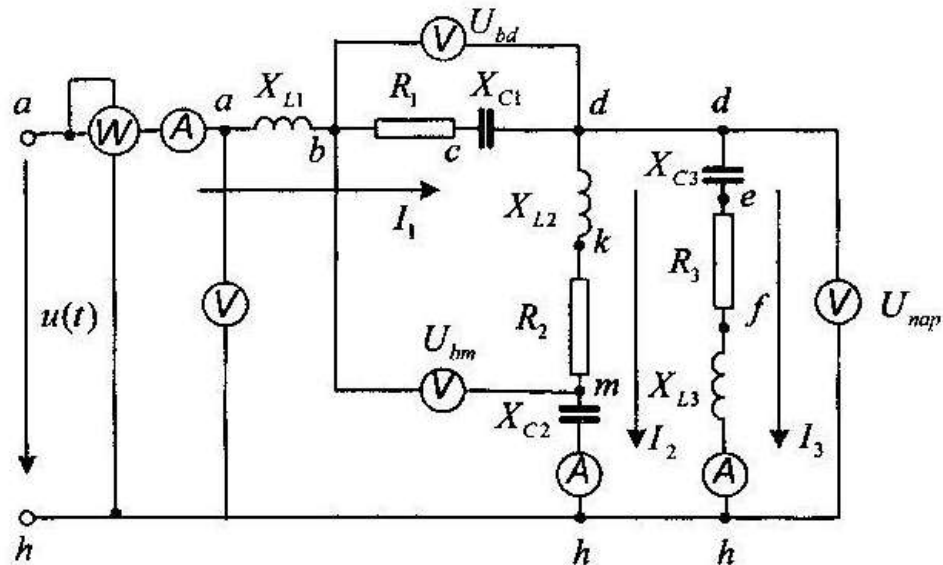 U_bd
V
X_L1
R_1
X_C1
a
W
A
a
b
c
d
d
I_1
X_L2
k
X_C3
e
R_3
f
u(t)
V
R_2
V
U_nap
U_bm
V
m
X_L3
X_C2
I_2
I_3
A
A
h
h
h